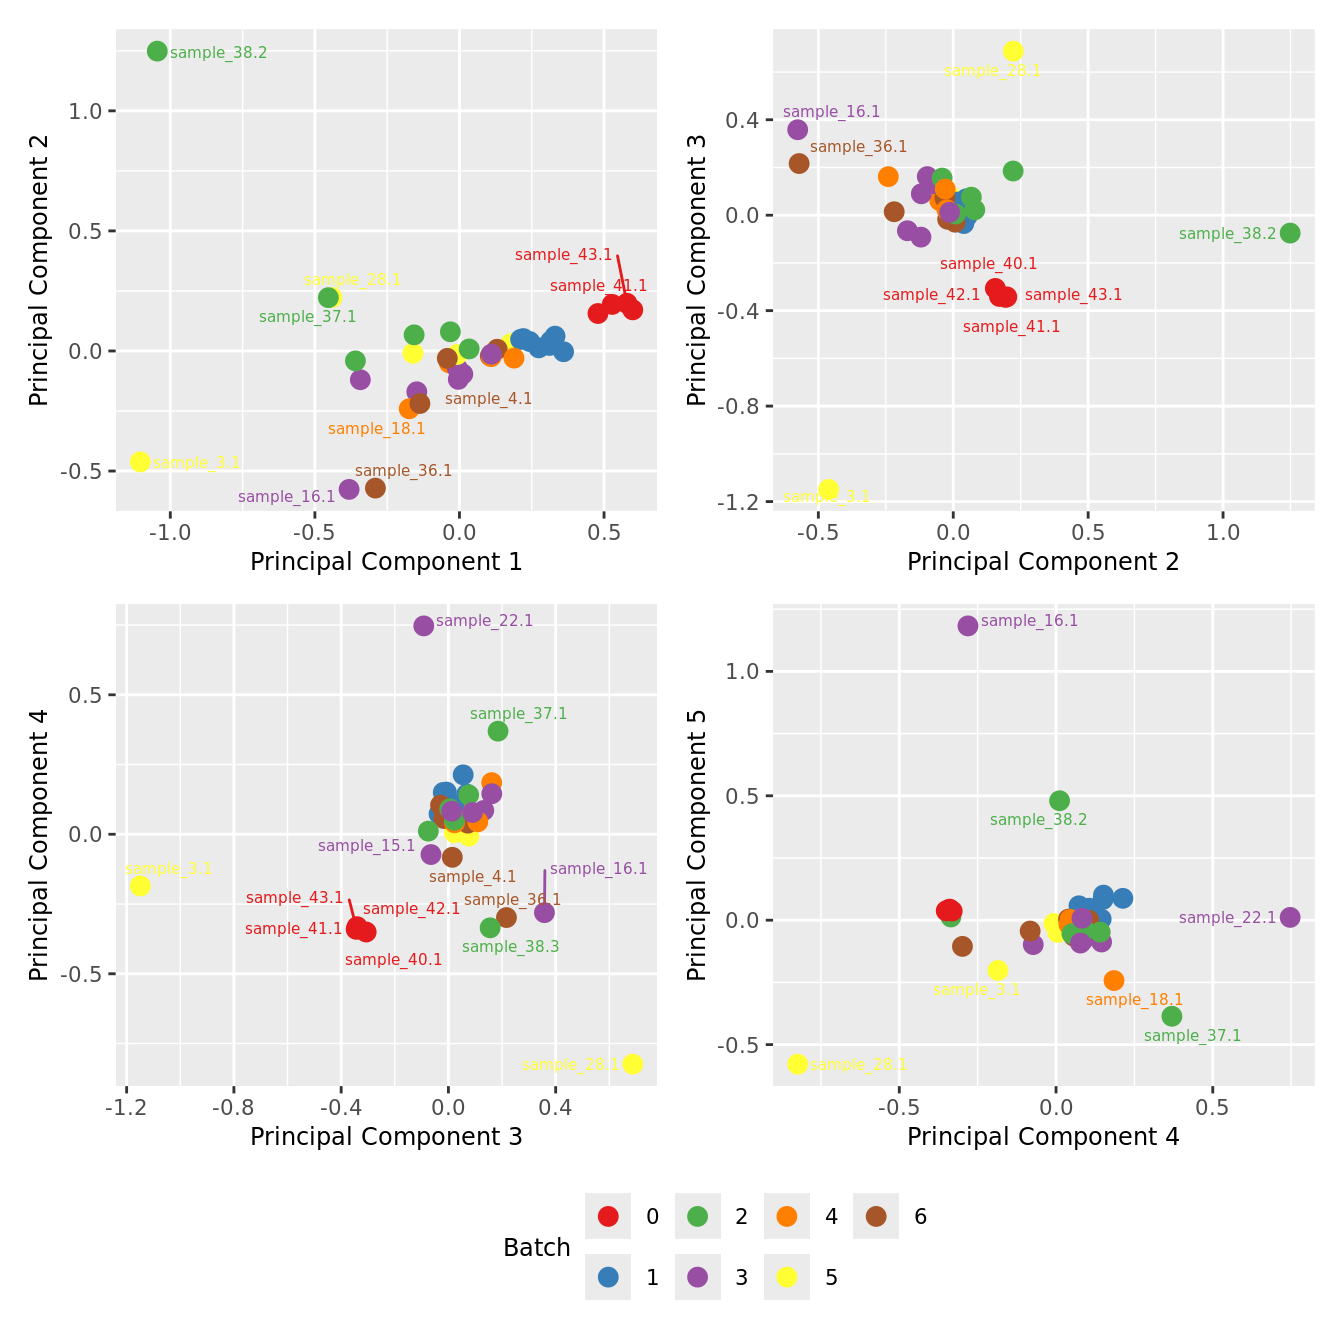 sample_38.2
1.0
0.5
0.0
-0.5
Principal Component 2
sample_43.1
sample_41.1
sample_28.1
sample_37.1
sample_4.1
sample_18.1
sample_3.1
sample_36.1
sample_16.1
-1.0 -0.5 0.0 0.5
Principal Component 1
sample_28.1
sample_16.1
sample_36.1
0.4
0.0
-0.4
-0.8
-1.2
Principal Component 3
sample_38.2
sample_40.1
sample_42.1
sample_43.1
sample_41.1
sample_3.1
-0.5 0.0 0.5 1.0
Principal Component 2
sample_22.1
sample_37.1
0.5
0.0
-0.5
Principal Component 4
sample_15.1
sample_3.1
sample_4.1
sample_16.1
sample_43.1
sample_36.1
sample_42.1
sample_41.1
sample_38.3
sample_40.1
sample_28.1
-1.2 -0.8 -0.4 0.0 0.4
Principal Component 3
sample_16.1
1.0
0.5
0.0
-0.5
Principal Component 5
sample_38.2
sample_22.1
sample_3.1
sample_18.1
sample_37.1
sample_28.1
-0.5 0.0 0.5
Principal Component 4
Batch
0 2 4 6
1 3 5